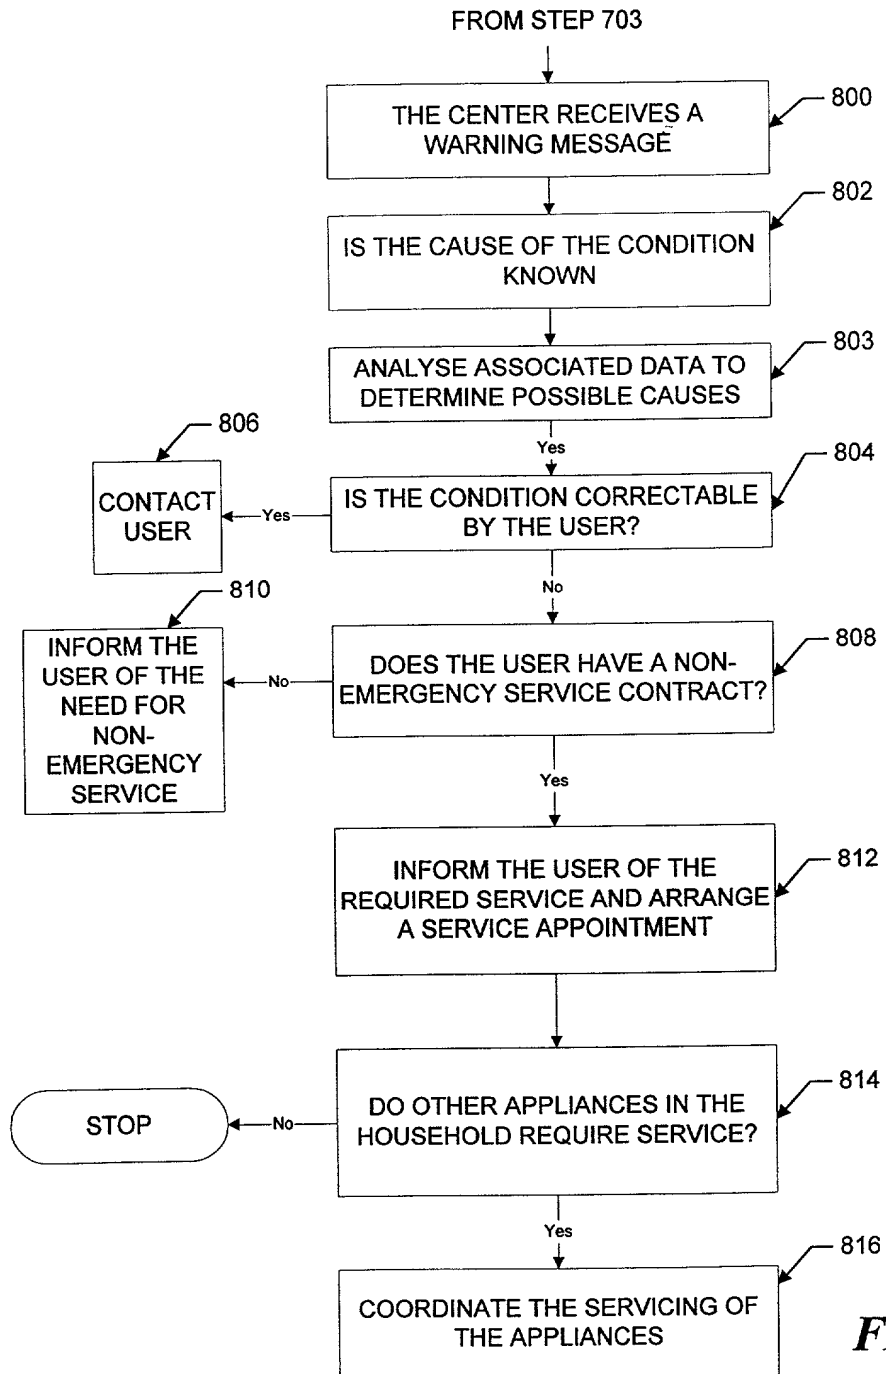 FROM STEP 703
800
THE CENTER RECEIVES A
WARNING MESSAGE
802
IS THE CAUSE OF THE CONDITION
KNOWN
803
ANALYSE ASSOCIATED DATA TO
DETERMINE POSSIBLE CAUSES
Yes
806
804
CONTACT
USER
Yes
IS THE CONDITION CORRECTABLE
BY THE USER?
No
810
808
INFORM THE
USER OF THE
NEED FOR
NON-
EMERGENCY
SERVICE
No
DOES THE USER HAVE A NON-
EMERGENCY SERVICE CONTRACT?
Yes
812
INFORM THE USER OF THE
REQUIRED SERVICE AND ARRANGE
A SERVICE APPOINTMENT
814
STOP
No
DO OTHER APPLIANCES IN THE
HOUSEHOLD REQUIRE SERVICE?
Yes
816
COORDINATE THE SERVICING OF
THE APPLIANCES